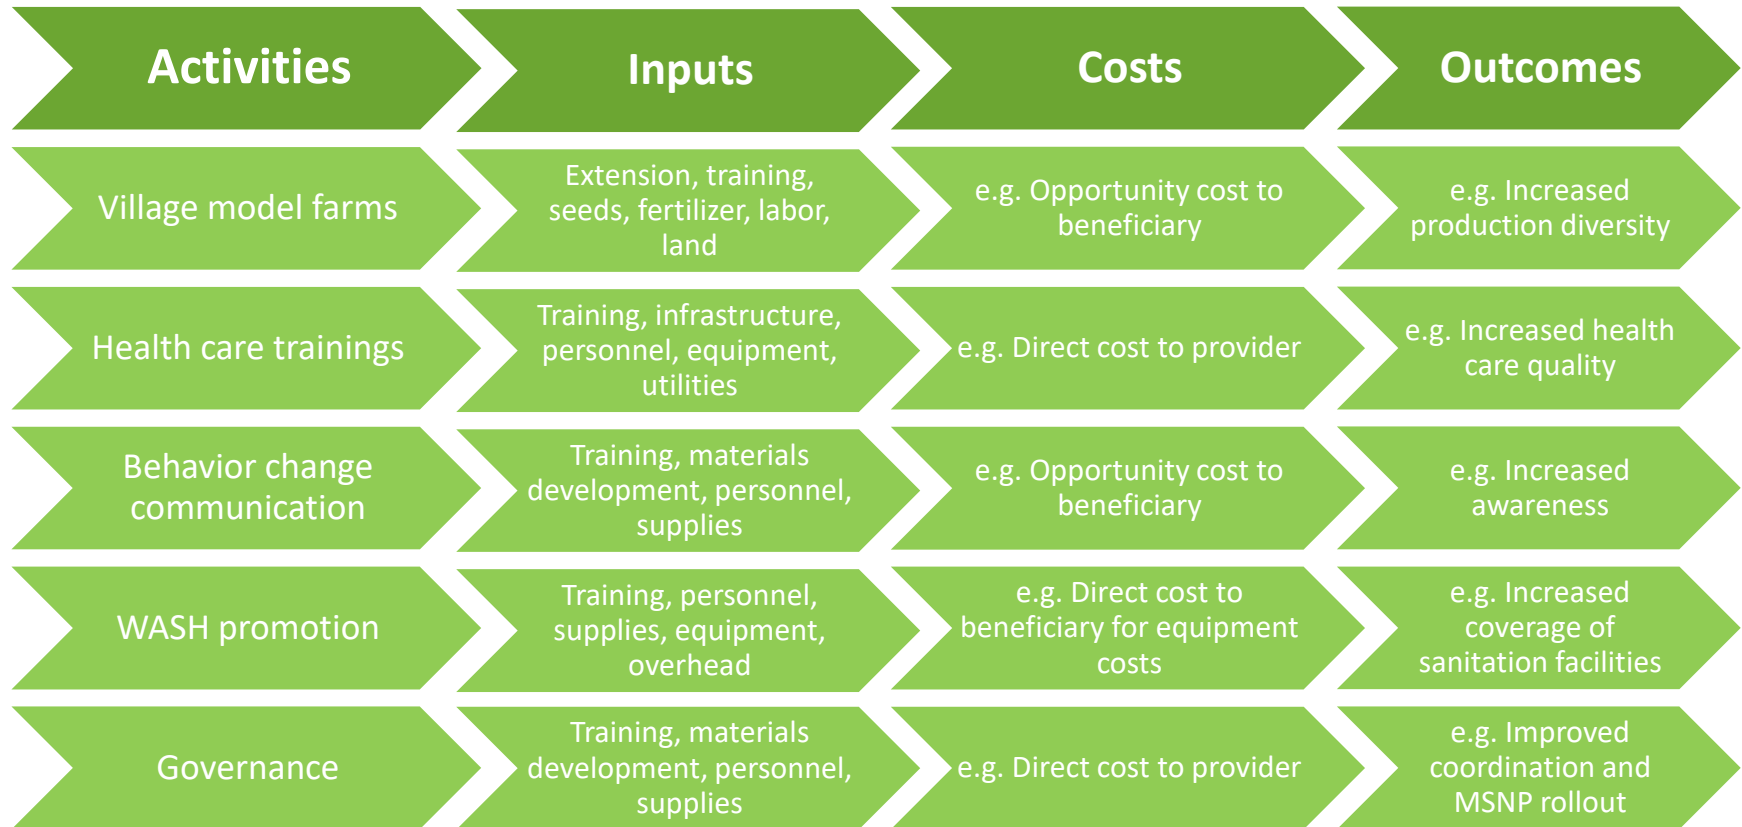 Activities
Inputs
Costs
Outcomes
Village model farms
Extension, training,
seeds, fertilizer, labor,
land
e.g. Opportunity cost to
beneficiary
e.g. Increased
production diversity
Health care trainings
Training, infrastructure,
personnel, equipment,
utilities
e.g. Direct cost to provider
e.g. Increased health
care quality
Behavior change
communication
Training, materials
development, personnel,
supplies
e.g. Opportunity cost to
beneficiary
e.g. Increased
awareness
WASH promotion
Training, personnel,
supplies, equipment,
overhead
e.g. Direct cost to
beneficiary for equipment
costs
e.g. Increased
coverage of
sanitation facilities
Governance
Training, materials
development, personnel,
supplies
e.g. Direct cost to provider
e.g. Improved
coordination and
MSNP rollout